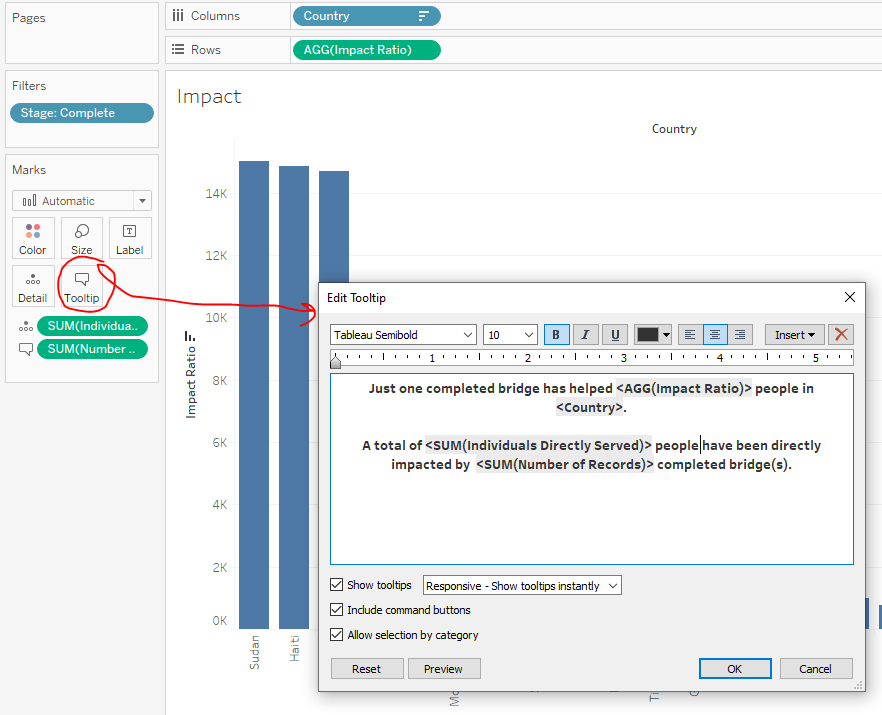 Pages
Columns
Country
Rows
AGG(Impact Ratio)
Filters
Stage: Complete
Marks
Automatic
Color
Size
Label
Detail
Tooltip
SUM(Individua..
SUM(Number ..
Impact
Country
14K
12K
10K
8K
6K
4K
2K
0K
Impact Ratio
Sudan
Haiti
Edit Tooltip
Tableau Semibold
10
B
I
U
Insert
1 2 3 4 5
Just one completed bridge has helped <AGG(Impact Ratio)> people in
<Country>.
A total of <SUM(Individuals Directly Served)> people have been directly
impacted by <SUM(Number of Records)> completed bridge(s).
Show tooltips
Responsive - Show tooltips instantly
Include command buttons
Allow selection by category
Reset
Preview
OK
Cancel